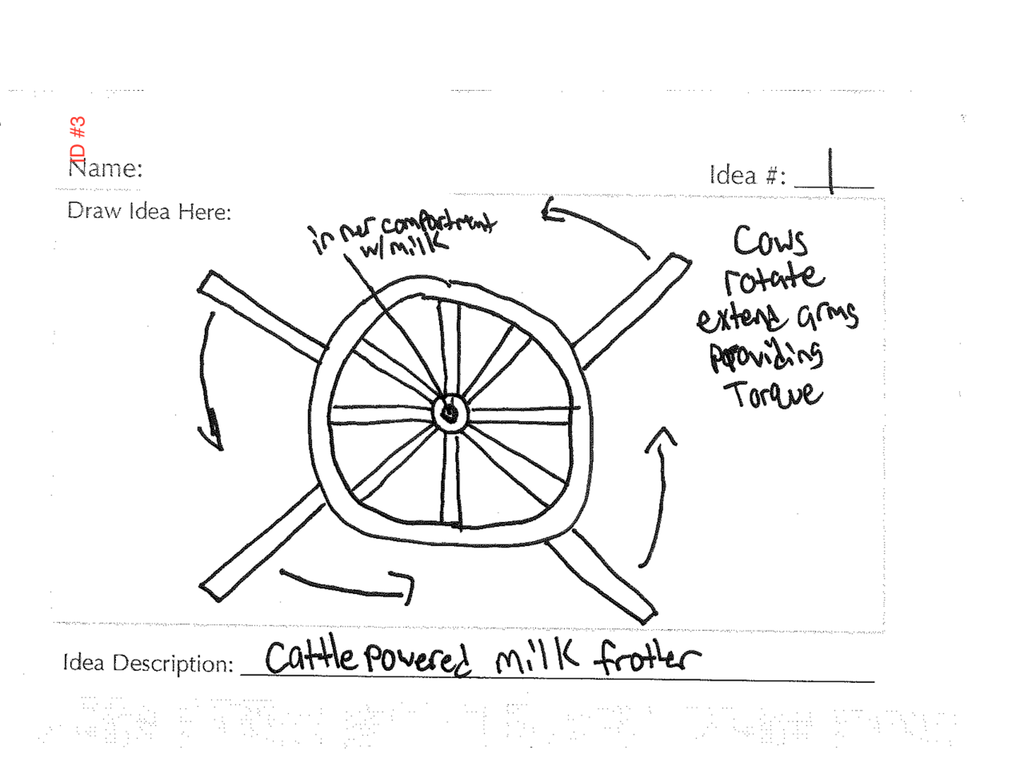 ID #3
Name:
Idea #: 1
Draw Idea Here:
inner compartment
w/milk
Cows
rotate
extend arms
providing
Torque
Idea Description: Cattle powered milk frother